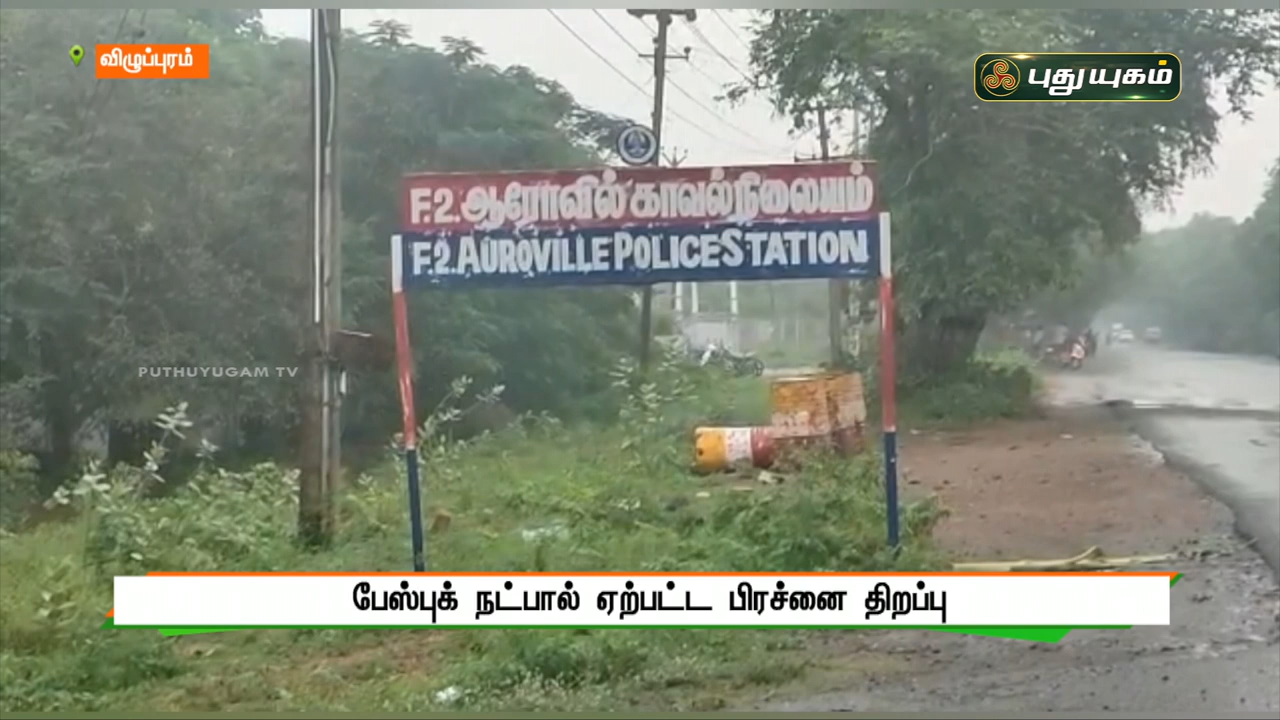 விழுப்புரம்
புதுயுகம்
F.2. ஆரோவில் காவல் நிலையம்
F.2. AUROVILLE POLICE STATION
PUTHUYUGAM TV
பேஸ்புக் நட்பால் ஏற்பட்ட பிரச்னை திறப்பு